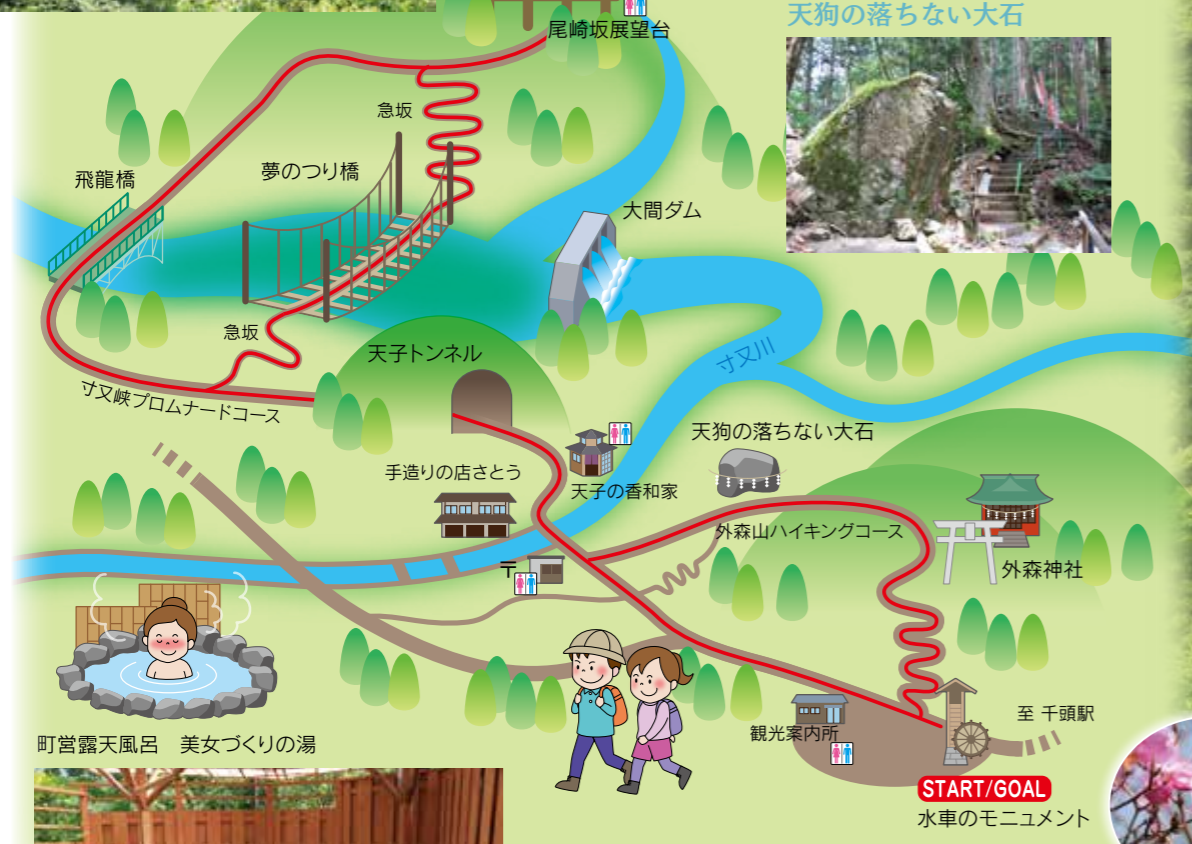 天狗の落ちない大石
尾崎坂展望台
急坂
夢のつり橋
飛龍橋
大間ダム
急坂
天子トンネル
寸又川
寸又峡プロムナードコース
天狗の落ちない大石
手造りの店さとう
天子の香和家
外森山ハイキングコース
〒
外森神社
至 千頭駅
観光案内所
町営露天風呂 美女づくりの湯
START/GOAL
水車のモニュメント